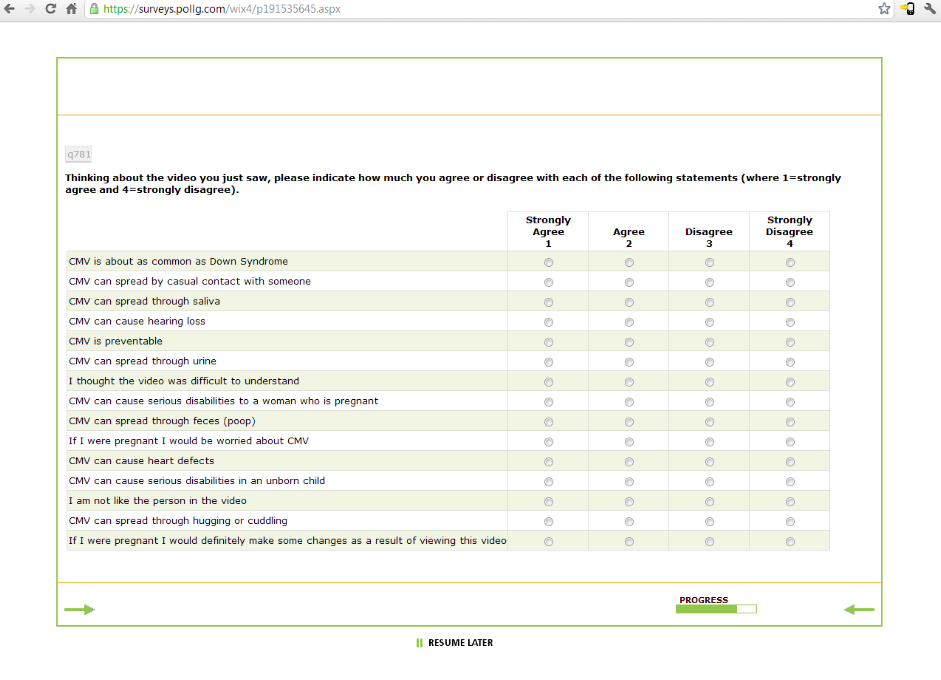 https://surveys.pollg.com/wix4/p191535645.aspx
q781
Thinking about the video you just saw, please indicate how much you agree or disagree with each of the following statements (where 1=strongly
agree and 4=strongly disagree).
Strongly Agree 1 Agree 2 Disagree 3 Strongly Disagree 4
CMV is about as common as Down Syndrome
CMV can spread by casual contact with someone
CMV can spread through saliva
CMV can cause hearing loss
CMV is preventable
CMV can spread through urine
I thought the video was difficult to understand
CMV can cause serious disabilities to a woman who is pregnant
CMV can spread through feces (poop)
If I were pregnant I would be worried about CMV
CMV can cause heart defects
CMV can cause serious disabilities in an unborn child
I am not like the person in the video
CMV can spread through hugging or cuddling
If I were pregnant I would definitely make some changes as a result of viewing this video
PROGRESS
RESUME LATER